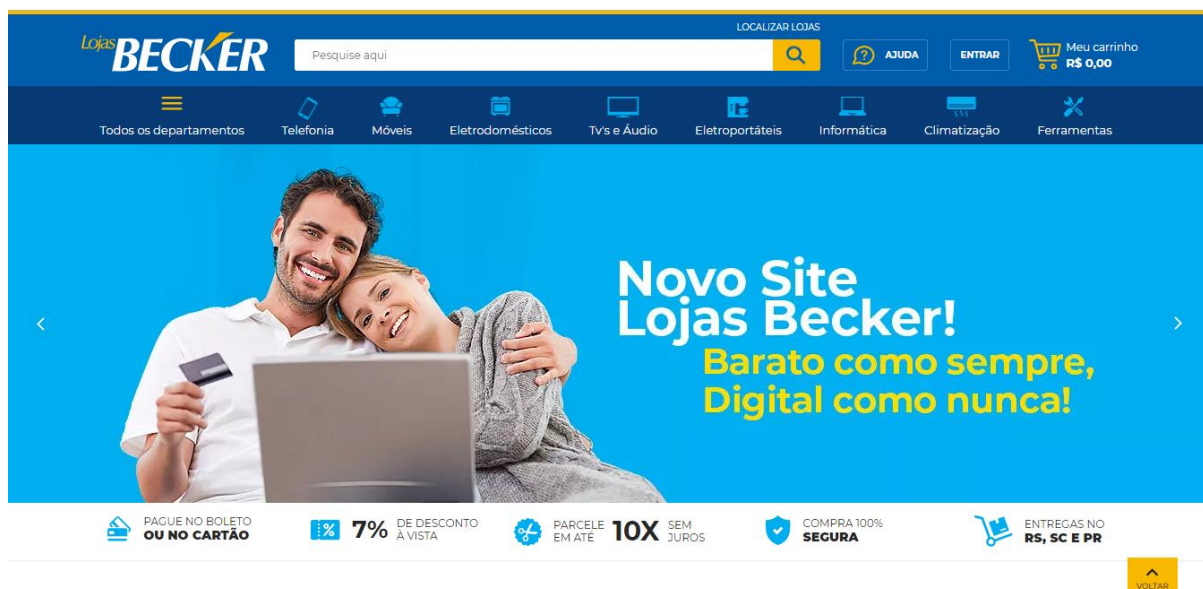 LOCALIZAR LOJAS
Lojas
BECKER
Pesquise aqui
AJUDA
ENTRAR
Meu carrinho
R$ 0,00
Todos os departamentos
Telefonia
Móveis
Eletrodomésticos
Tv's e Áudio
Eletroportáteis
Informática
Climatização
Ferramentas
Novo Site
Lojas Becker!
Barato como sempre,
Digital como nunca!
PAGUE NO BOLETO
OU NO CARTÃO
7% DE DESCONTO
À VISTA
PARCELE
EM ATÉ 10X SEM
JUROS
COMPRA 100%
SEGURA
ENTREGAS NO
RS, SC E PR
VOLTAR